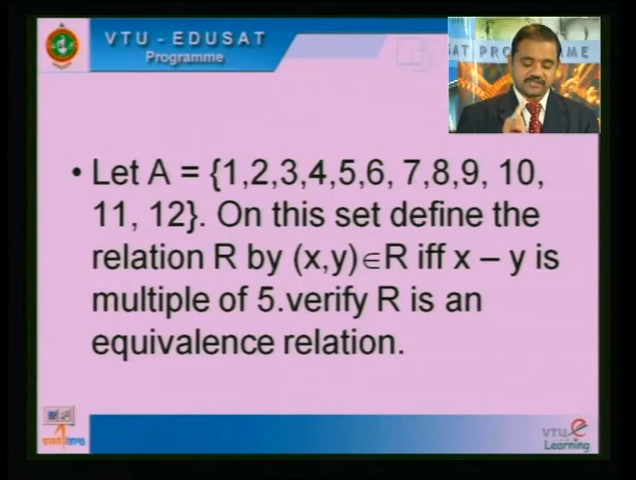 VTU - EDUSAT
Programme
SAT PROGRAMME
• Let A = {1,2,3,4,5,6, 7,8,9, 10,
11, 12}. On this set define the
relation R by (x,y)∈R iff x – y is
multiple of 5.verify R is an
equivalence relation.
VTU e
Learning